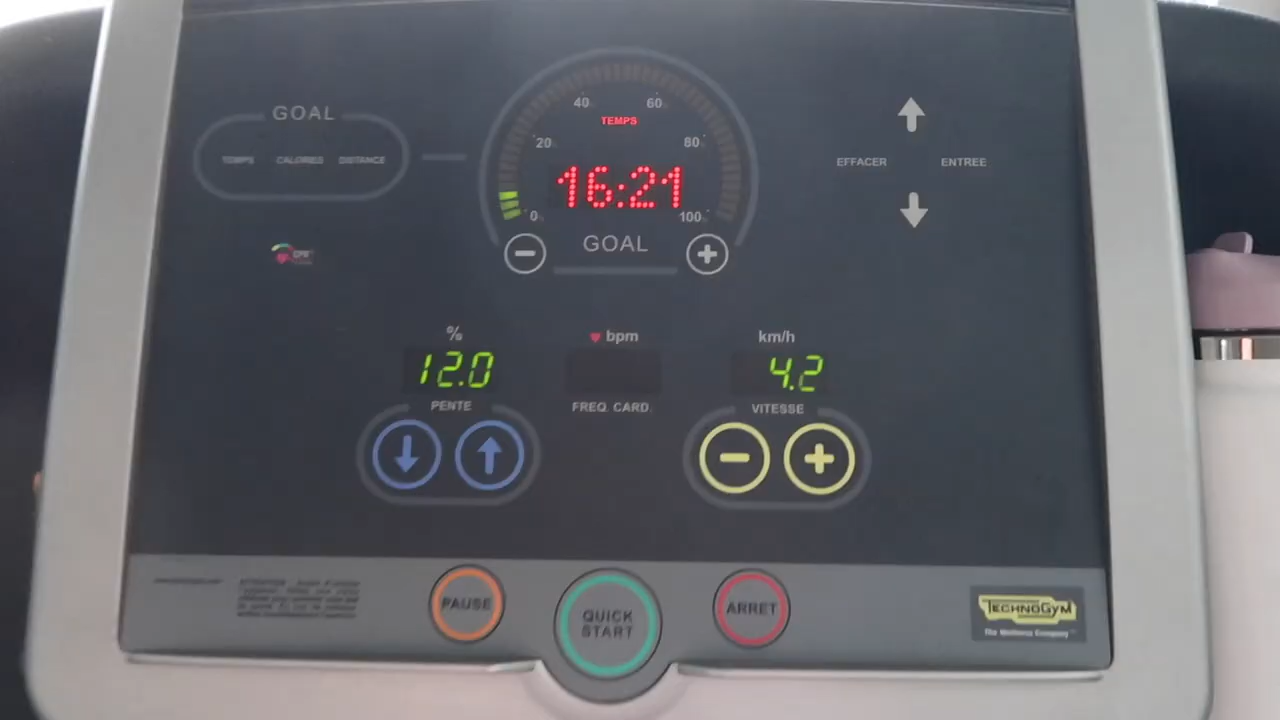 GOAL
TEMPS CALORIES DISTANCE
40 60
TEMPS
20 80
16:21
0 100
GOAL
EFFACER ENTREE
% bpm km/h
12.0 4.2
PENTE FREQ. CARD. VITESSE
PAUSE
QUICK
START
ARRET
TECHNOGYM
The Wellness Company